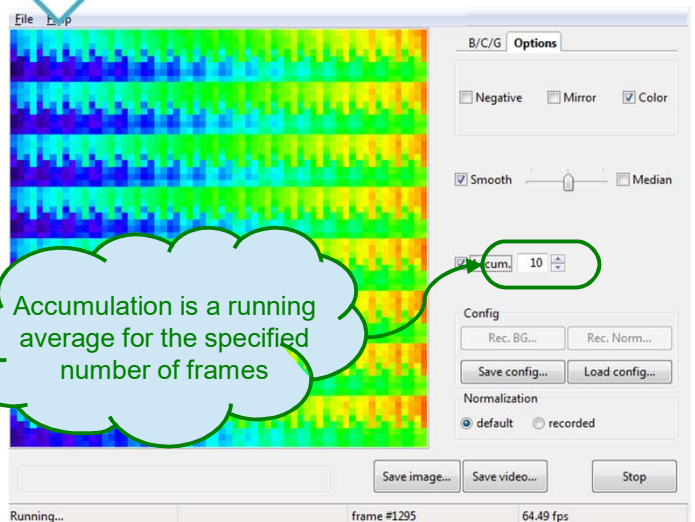 File
B/C/G Options
Negative Mirror Color
Smooth Median
10
Accumulation is a running
average for the specified
number of frames
Config
Rec. BG... Rec. Norm...
Save config... Load config...
Normalization
default recorded
Save image... Save video... Stop
Running... frame #1295 64.49 fps